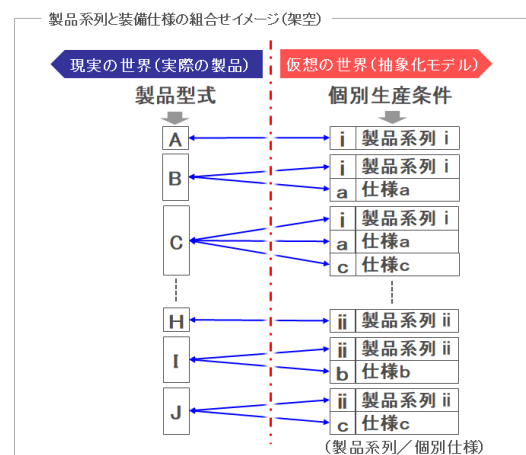 製品系列と装備仕様の組合せイメージ(架空)
現実の世界(実際の製品)
仮想の世界(抽象化モデル)
製品型式
個別生産条件
A
i 製品系列 i
B
i 製品系列 i
a 仕様a
C
i 製品系列 i
a 仕様a
c 仕様c
H
ii 製品系列 ii
I
ii 製品系列 ii
b 仕様b
J
ii 製品系列 ii
c 仕様c
(製品系列/個別仕様)